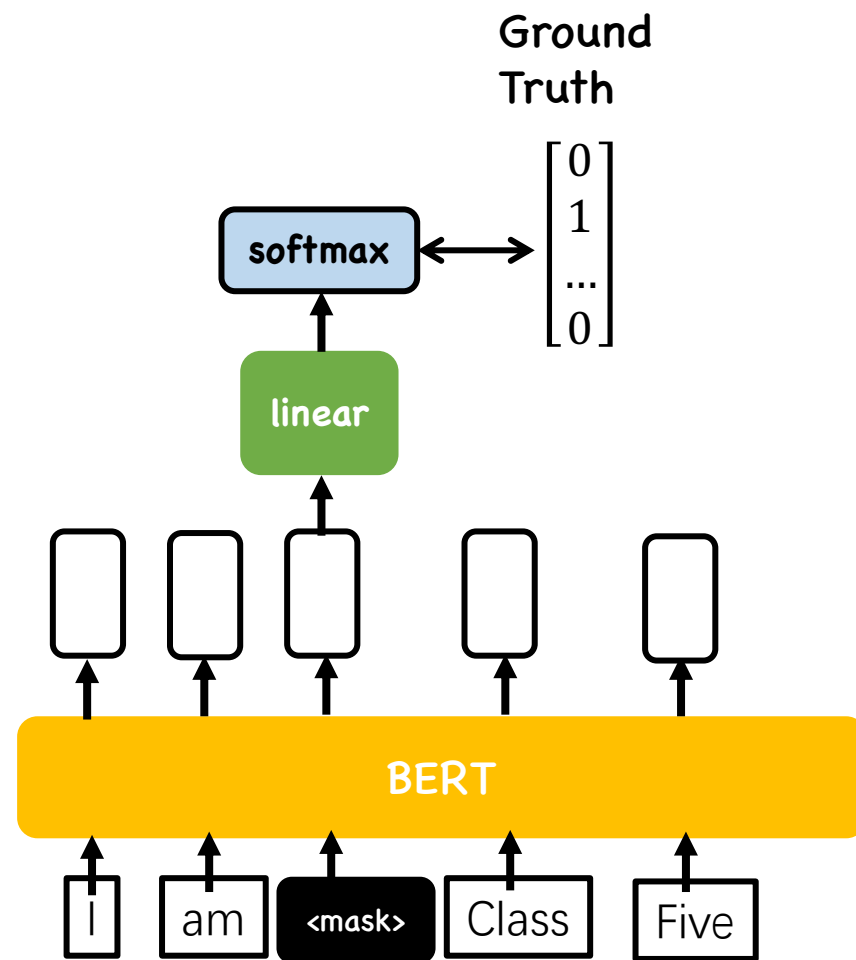 Ground
Truth
0
1
...
0
softmax
linear
BERT
I am <mask> Class Five